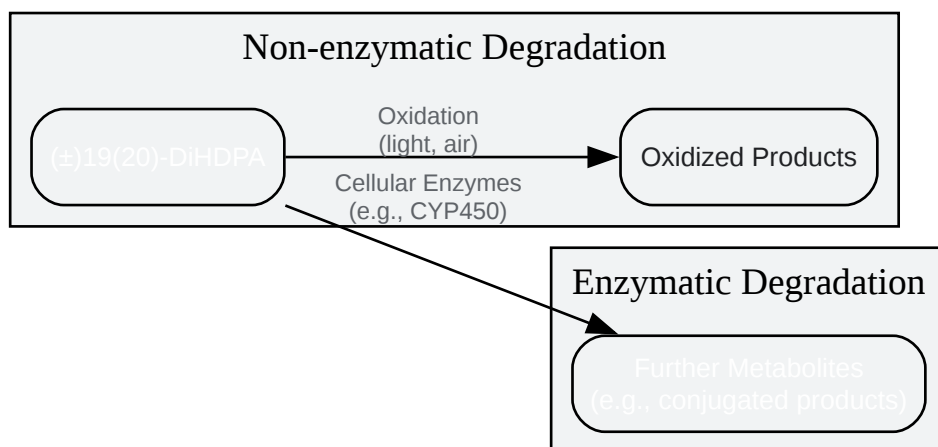 Non-enzymatic Degradation
(±)19(20)-DiHDPA
Oxidation
(light, air)
Oxidized Products
Cellular Enzymes
(e.g., CYP450)
Enzymatic Degradation
Further Metabolites
(e.g., conjugated products)